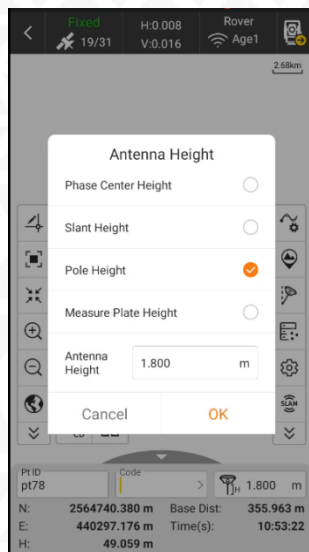 Fixed
19/31
H:0.008
V:0.016
Rover
Age1
2.68km
Antenna Height
Phase Center Height
Slant Height
Pole Height
Measure Plate Height
Antenna Height
1.800 m
Cancel
OK
SLAM
Pt ID
pt78
Code
H 1.800 m
N: 2564740.380 m Base Dist: 355.963 m
E: 440297.176 m Time(s): 10:53:22
H: 49.059 m